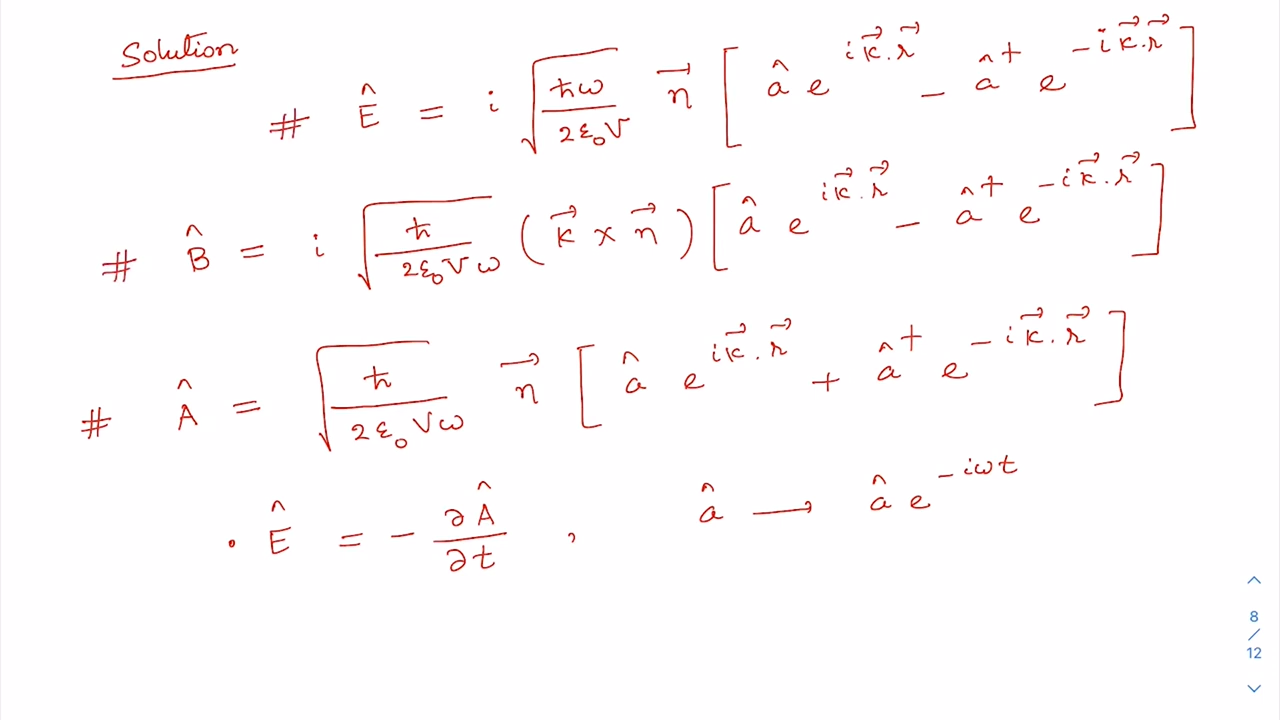 Solution
# Ê = i √(ħω / 2ε₀V) n⃗ [ â e^{ik⃗.r⃗} − â† e^{−ik⃗.r⃗} ]
# B̂ = i √(ħ / 2ε₀Vω) (k⃗ × n⃗) [ â e^{ik⃗.r⃗} − â† e^{−ik⃗.r⃗} ]
# Â = √(ħ / 2ε₀Vω) n⃗ [ â e^{ik⃗.r⃗} + â† e^{−ik⃗.r⃗} ]
• Ê = − ∂Â/∂t , â ⟶ â e^{−iωt}
8
/
12